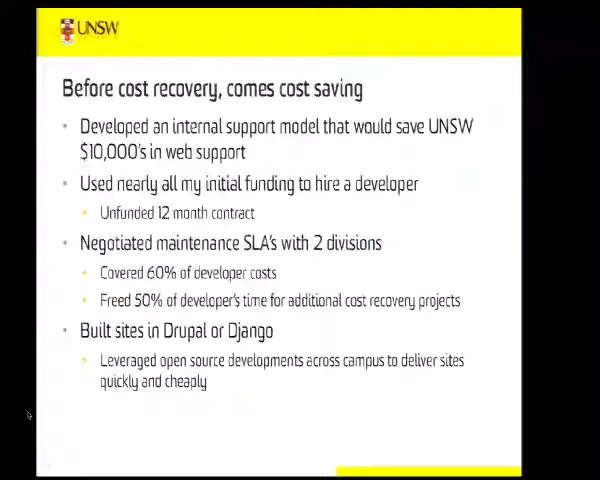 UNSW
Before cost recovery, comes cost saving
Developed an internal support model that would save UNSW
$10,000's in web support
Used nearly all my initial funding to hire a developer
Unfunded 12 month contract
Negotiated maintenance SLA's with 2 divisions
Covered 60% of developer costs
Freed 50% of developer's time for additional cost recovery projects
Built sites in Drupal or Django
Leveraged open source developments across campus to deliver sites
quickly and cheaply